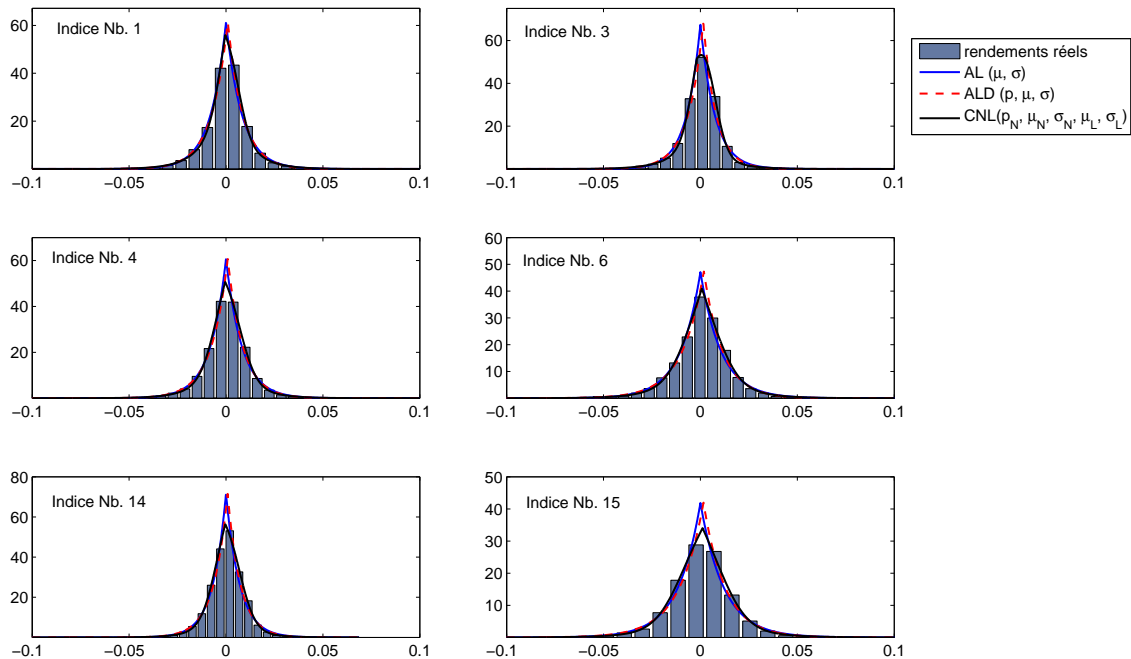 Indice Nb. 1
60
40
20
−0.1 −0.05 0 0.05 0.1
Indice Nb. 3
60
40
20
−0.1 −0.05 0 0.05 0.1
rendements réels
AL (μ, σ)
ALD (p, μ, σ)
CNL(p_N, μ_N, σ_N, μ_L, σ_L)
Indice Nb. 4
60
40
20
−0.1 −0.05 0 0.05 0.1
Indice Nb. 6
60
50
40
30
20
10
−0.1 −0.05 0 0.05 0.1
Indice Nb. 14
80
60
40
20
−0.1 −0.05 0 0.05 0.1
Indice Nb. 15
50
40
30
20
10
−0.1 −0.05 0 0.05 0.1